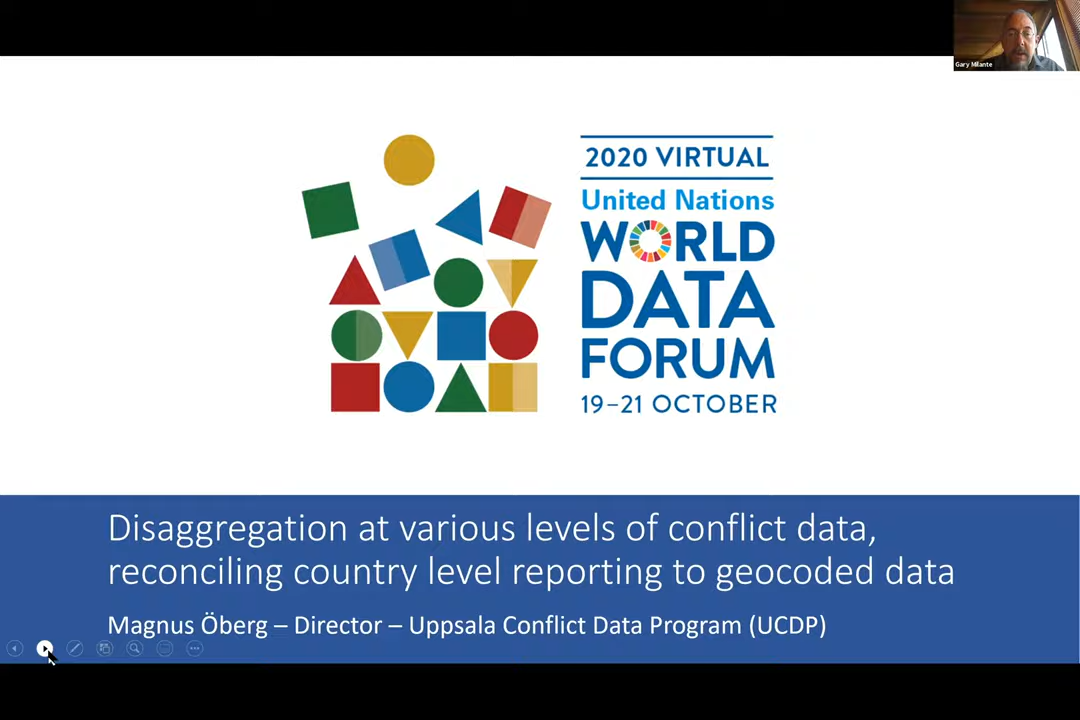 Gary Milante
2020 VIRTUAL
United Nations
WORLD
DATA
FORUM
19–21 OCTOBER
Disaggregation at various levels of conflict data,
reconciling country level reporting to geocoded data
Magnus Öberg – Director – Uppsala Conflict Data Program (UCDP)